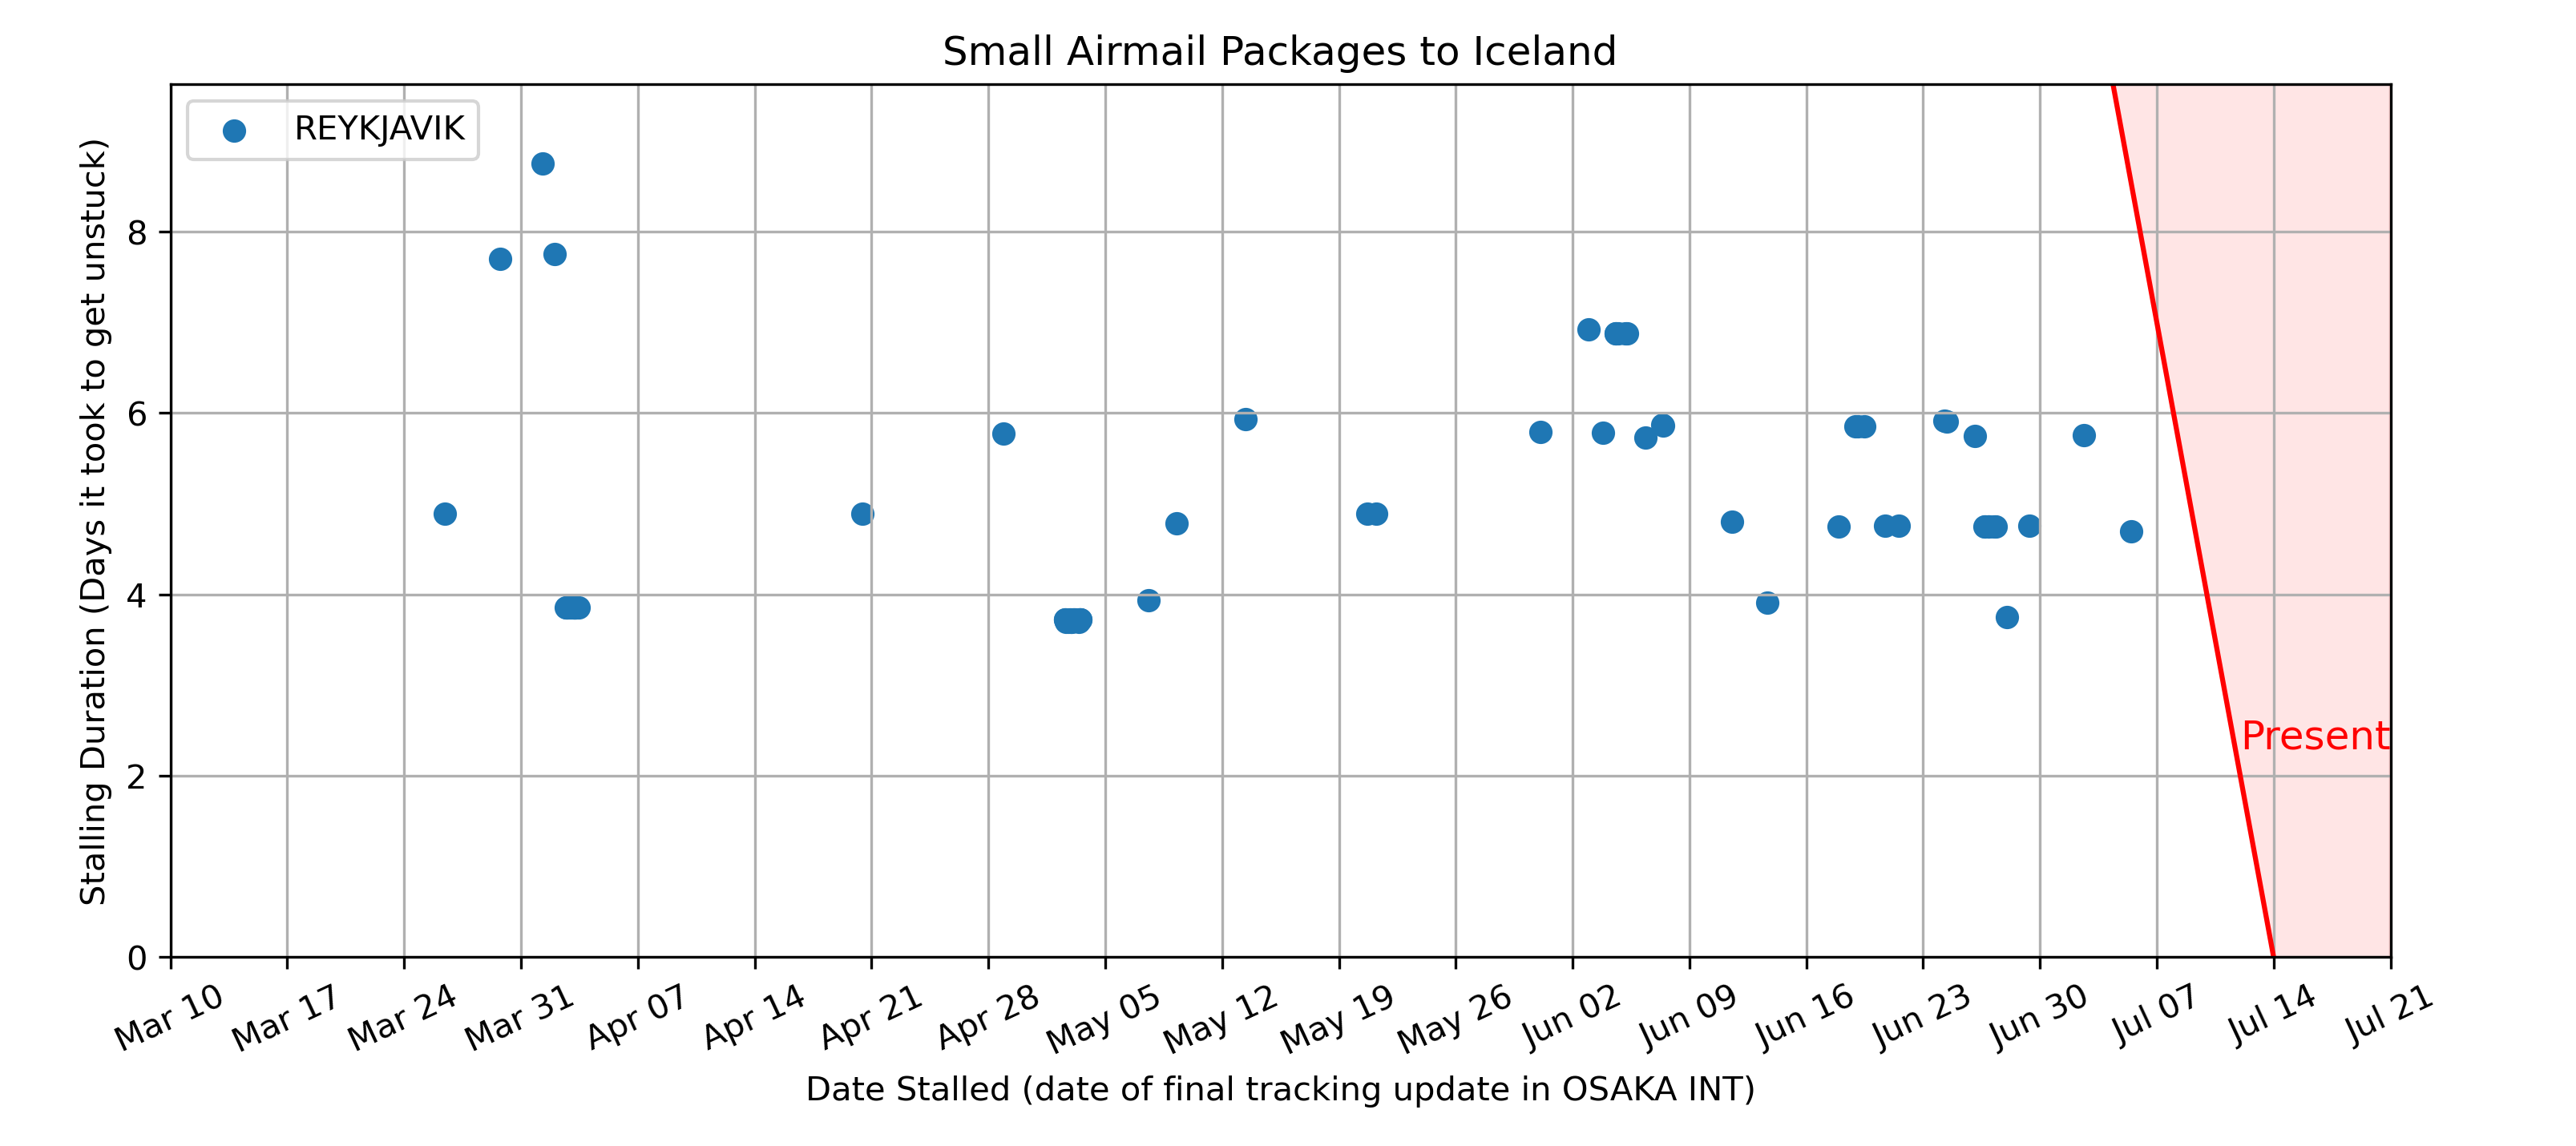 Small Airmail Packages to Iceland
REYKJAVIK
Stalling Duration (Days it took to get unstuck)
8
6
4
2
0
Present
Mar 10
Mar 17
Mar 24
Mar 31
Apr 07
Apr 14
Apr 21
Apr 28
May 05
May 12
May 19
May 26
Jun 02
Jun 09
Jun 16
Jun 23
Jun 30
Jul 07
Jul 14
Jul 21
Date Stalled (date of final tracking update in OSAKA INT)